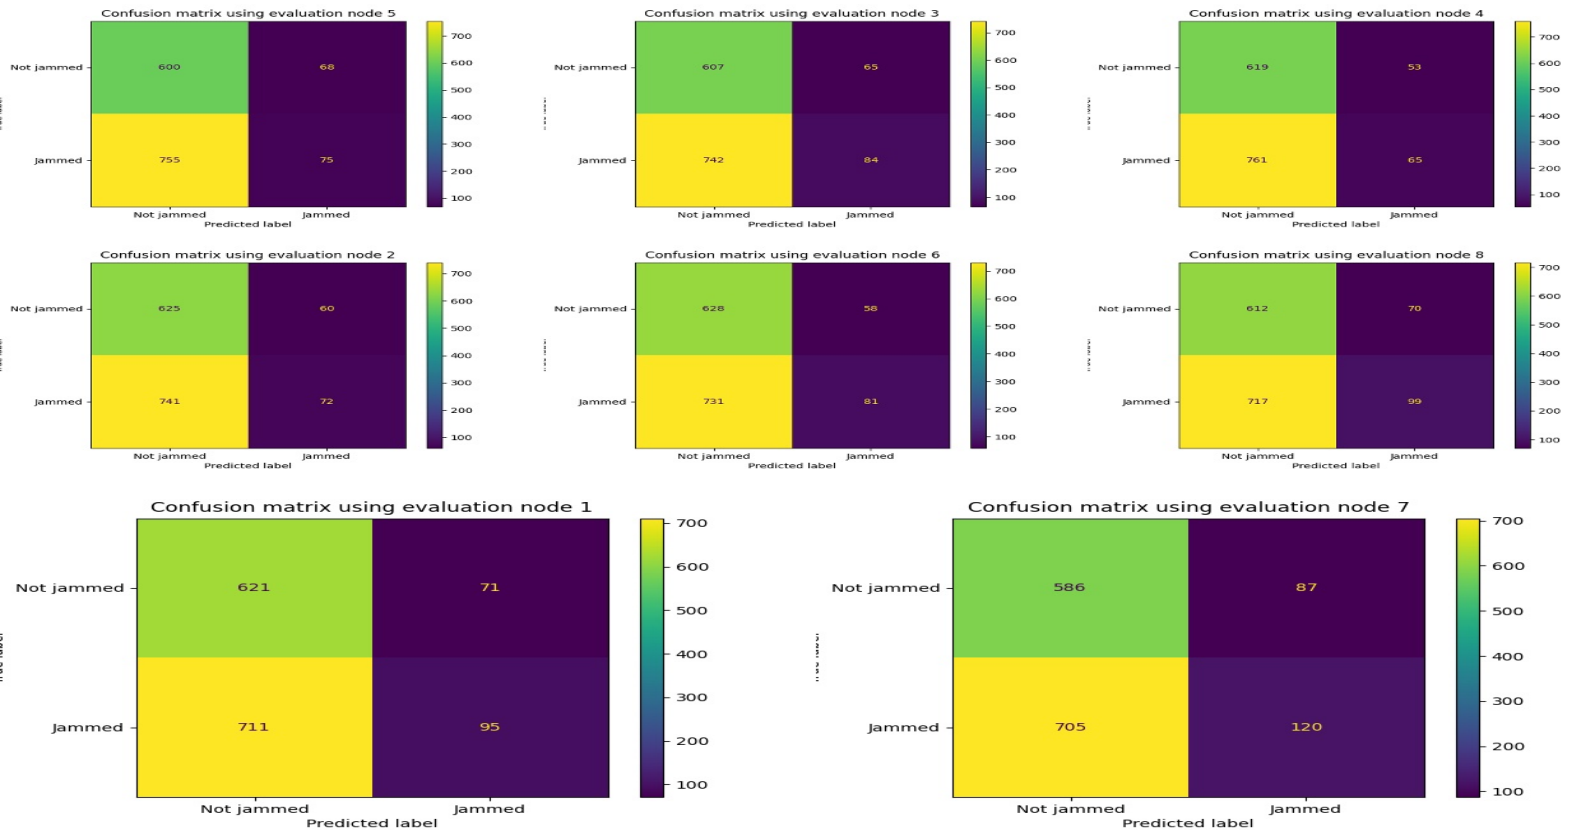 Confusion matrix using evaluation node 5
Not jammed
600
68
Jammed
755
75
Not jammed
Jammed
Predicted label
700
600
500
400
300
200
100
Confusion matrix using evaluation node 3
Not jammed
607
65
Jammed
742
84
Not jammed
Jammed
Predicted label
700
600
500
400
300
200
100
Confusion matrix using evaluation node 4
Not jammed
619
53
Jammed
761
65
Not jammed
Jammed
Predicted label
700
600
500
400
300
200
100
Confusion matrix using evaluation node 2
Not jammed
625
60
Jammed
741
72
Not jammed
Jammed
Predicted label
700
600
500
400
300
200
100
Confusion matrix using evaluation node 6
Not jammed
628
58
Jammed
731
81
Not jammed
Jammed
Predicted label
700
600
500
400
300
200
100
Confusion matrix using evaluation node 8
Not jammed
612
70
Jammed
717
99
Not jammed
Jammed
Predicted label
700
600
500
400
300
200
100
Confusion matrix using evaluation node 1
Not jammed
621
71
Jammed
711
95
Not jammed
Jammed
Predicted label
700
600
500
400
300
200
100
Confusion matrix using evaluation node 7
Not jammed
586
87
Jammed
705
120
Not jammed
Jammed
Predicted label
700
600
500
400
300
200
100